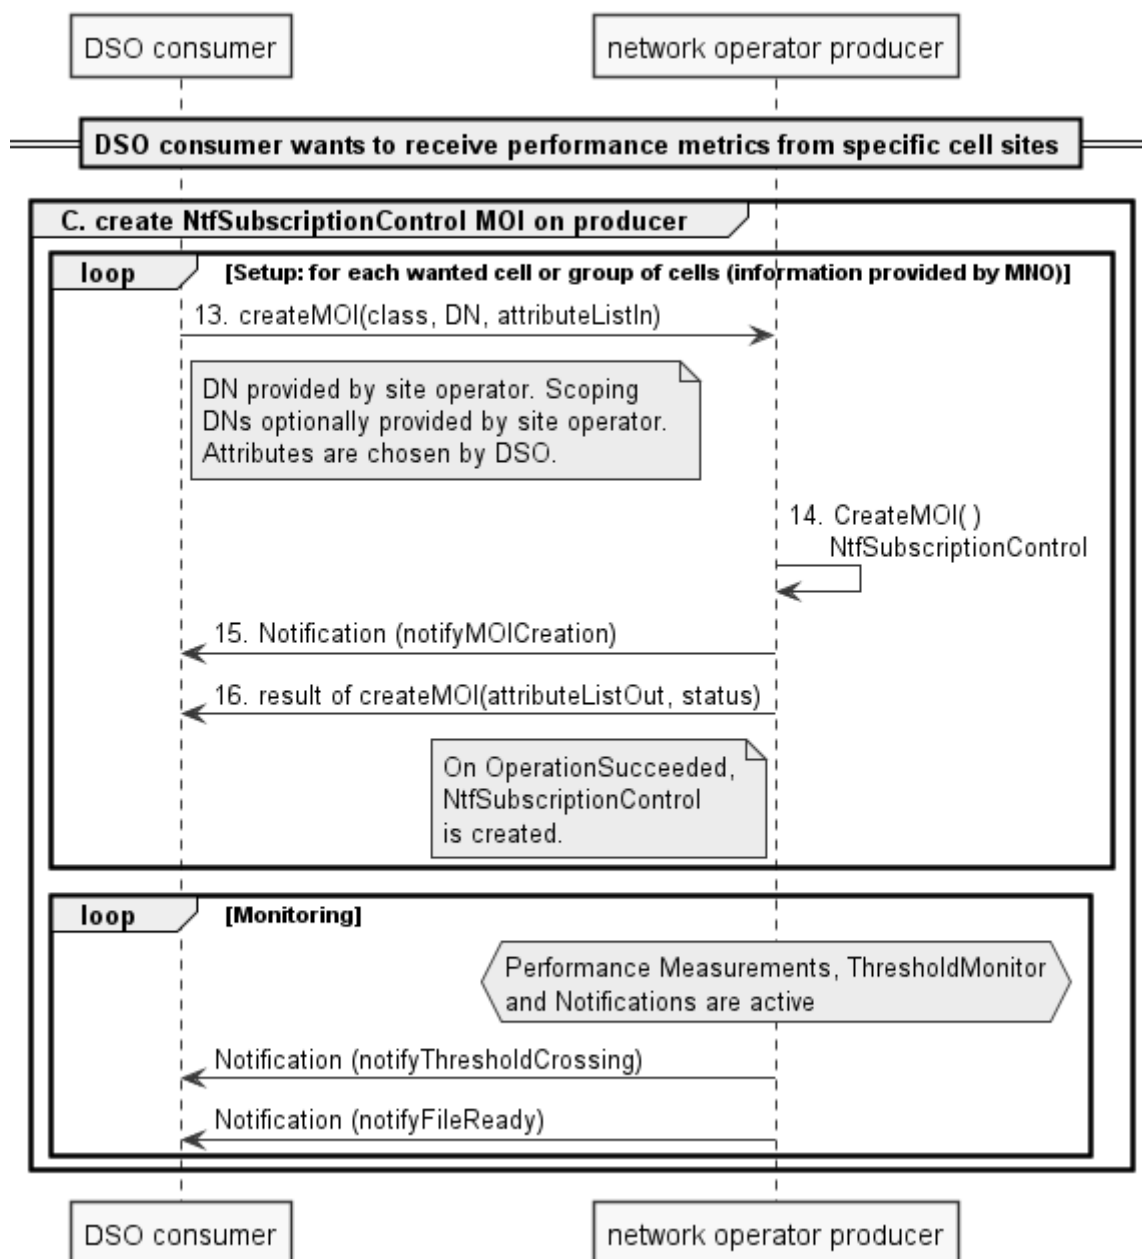 DSO consumer
network operator producer
DSO consumer wants to receive performance metrics from specific cell sites
C. create NtfSubscriptionControl MOI on producer
loop
[Setup: for each wanted cell or group of cells (information provided by MNO)]
13. createMOI(class, DN, attributeListIn)
DN provided by site operator. Scoping
DNs optionally provided by site operator.
Attributes are chosen by DSO.
14. CreateMOI( )
NtfSubscriptionControl
15. Notification (notifyMOICreation)
16. result of createMOI(attributeListOut, status)
On OperationSucceeded,
NtfSubscriptionControl
is created.
loop
[Monitoring]
Performance Measurements, ThresholdMonitor
and Notifications are active
Notification (notifyThresholdCrossing)
Notification (notifyFileReady)
DSO consumer
network operator producer